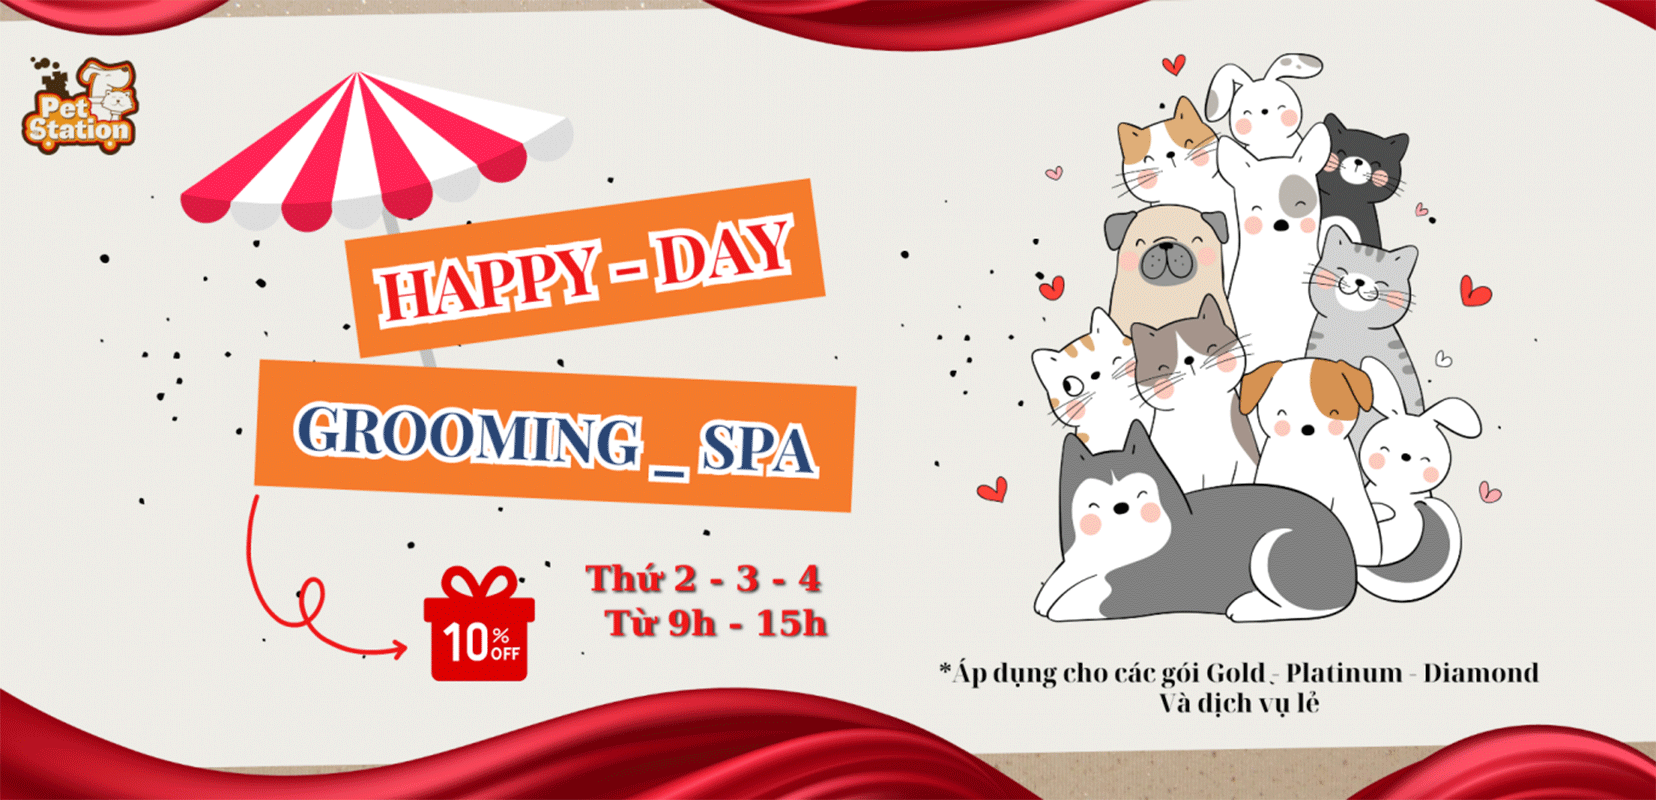 Pet
Station
HAPPY - DAY
GROOMING _ SPA
10% OFF
Thứ 2 - 3 - 4
Từ 9h - 15h
*Áp dụng cho các gói Gold - Platinum - Diamond
Và dịch vụ lẻ